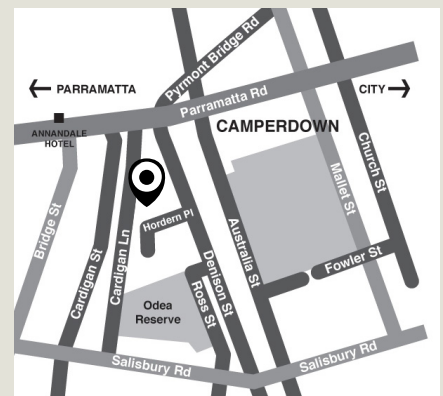 Pyrmont Bridge Rd
PARRAMATTA
Parramatta Rd
CITY
ANNANDALE
HOTEL
CAMPERDOWN
Church St
Mallet St
Bridge St
Hordern Pl
Cardigan St
Cardigan Ln
Denison St
Australia St
Fowler St
Ross St
Odea
Reserve
Salisbury Rd
Salisbury Rd